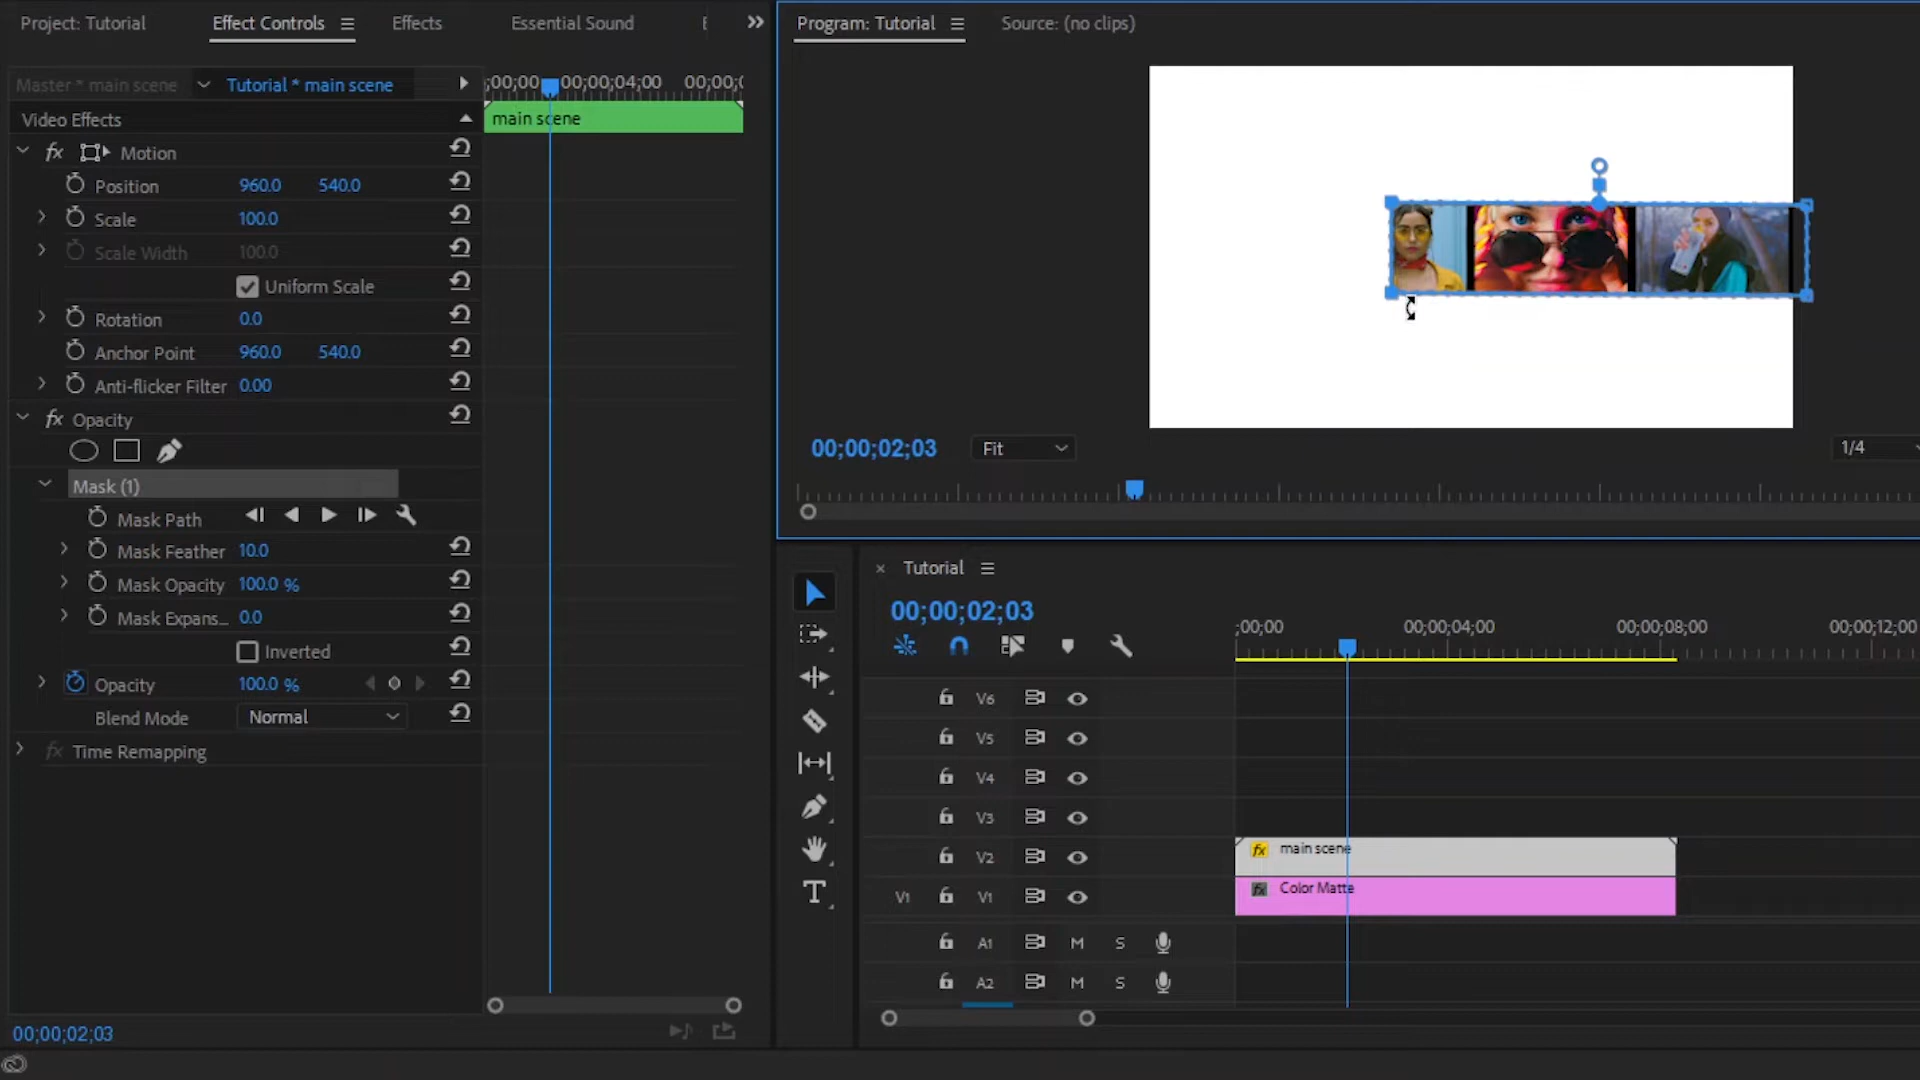 Project: Tutorial
Effect Controls
Effects
Essential Sound
Master * main scene
Tutorial * main scene
;00;00
00;00;04;00
main scene
Video Effects
fx Motion
Position 960.0 540.0
Scale 100.0
Scale Width 100.0
Uniform Scale
Rotation 0.0
Anchor Point 960.0 540.0
Anti-flicker Filter 0.00
fx Opacity
Mask (1)
Mask Path
Mask Feather 10.0
Mask Opacity 100.0 %
Mask Expans... 0.0
Inverted
Opacity 100.0 %
Blend Mode Normal
fx Time Remapping
00;00;02;03
Program: Tutorial
Source: (no clips)
00;00;02;03
Fit
1/4
× Tutorial
00;00;02;03
;00;00
00;00;04;00
00;00;08;00
00;00;12;00
V6
V5
V4
V3
V2
fx main scene
V1 V1
fx Color Matte
A1 M S
A2 M S
T